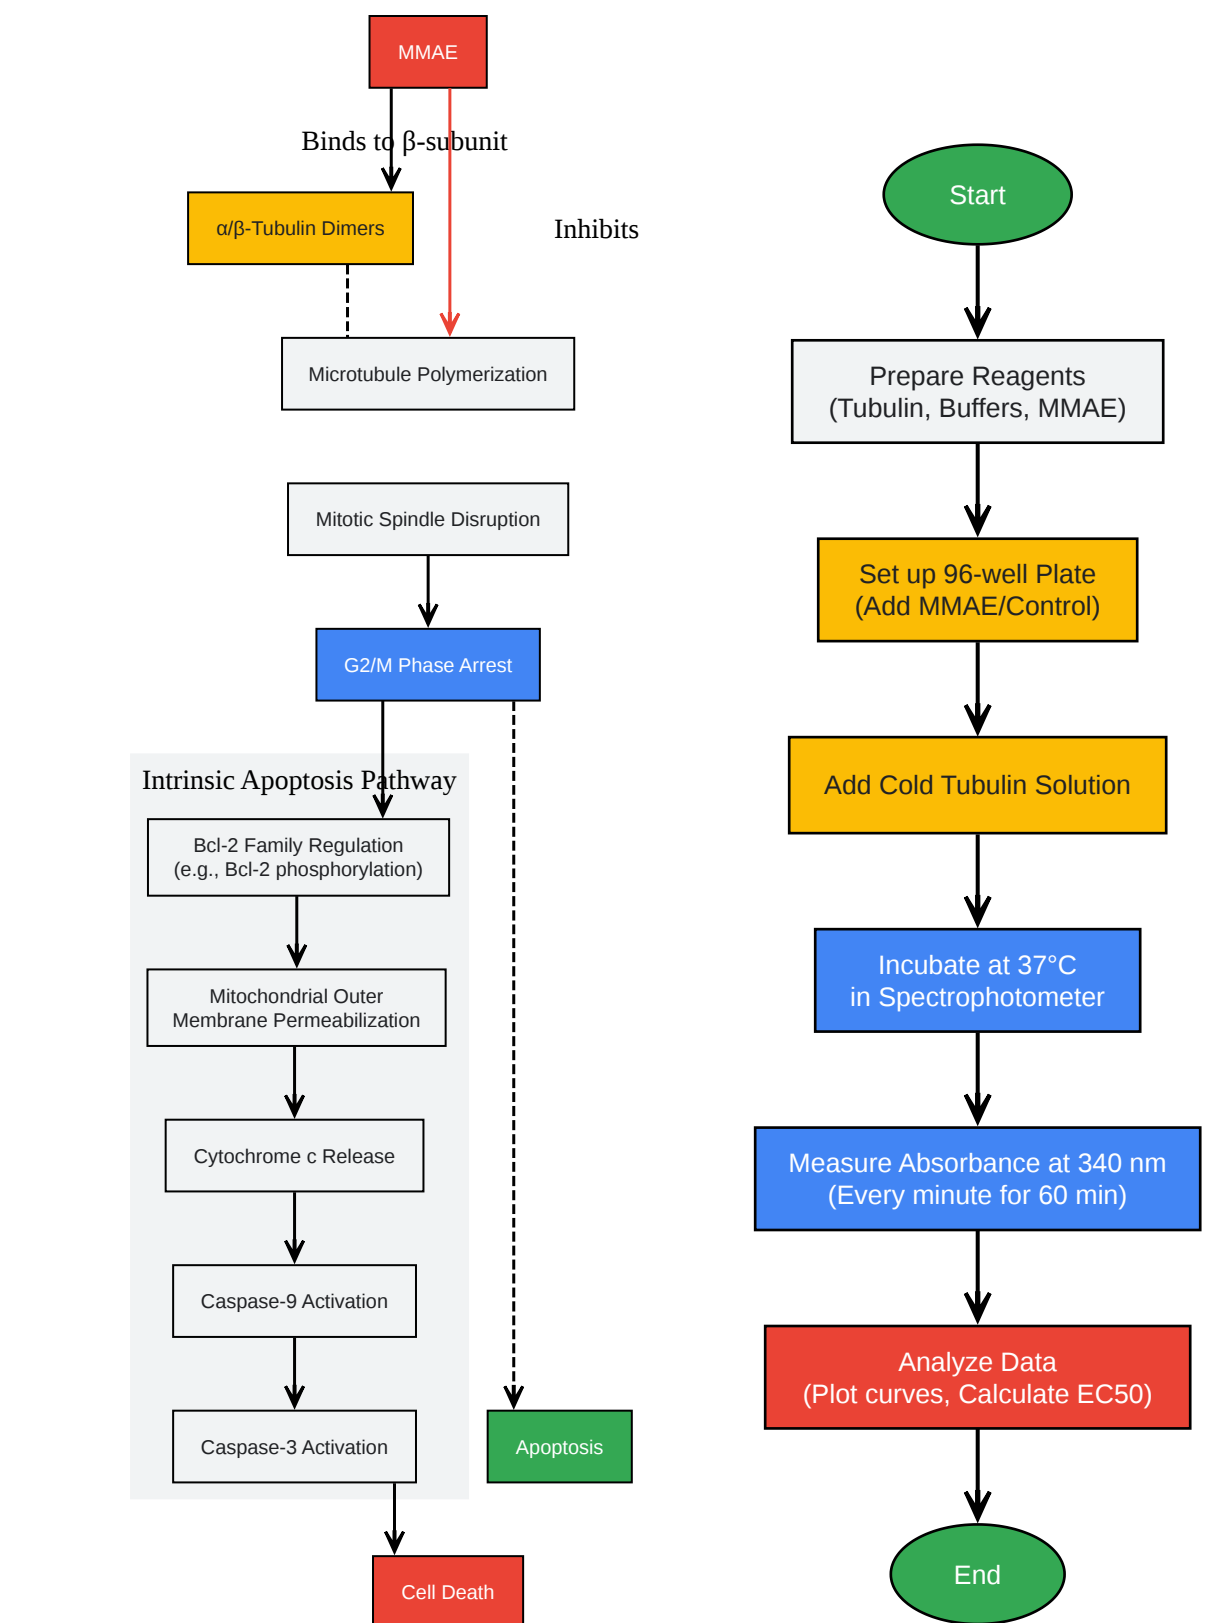 MMAE
Binds to β-subunit
α/β-Tubulin Dimers
Inhibits
Microtubule Polymerization
Mitotic Spindle Disruption
G2/M Phase Arrest
Intrinsic Apoptosis Pathway
Bcl-2 Family Regulation
(e.g., Bcl-2 phosphorylation)
Mitochondrial Outer
Membrane Permeabilization
Cytochrome c Release
Caspase-9 Activation
Caspase-3 Activation
Apoptosis
Cell Death
Start
Prepare Reagents
(Tubulin, Buffers, MMAE)
Set up 96-well Plate
(Add MMAE/Control)
Add Cold Tubulin Solution
Incubate at 37°C
in Spectrophotometer
Measure Absorbance at 340 nm
(Every minute for 60 min)
Analyze Data
(Plot curves, Calculate EC50)
End